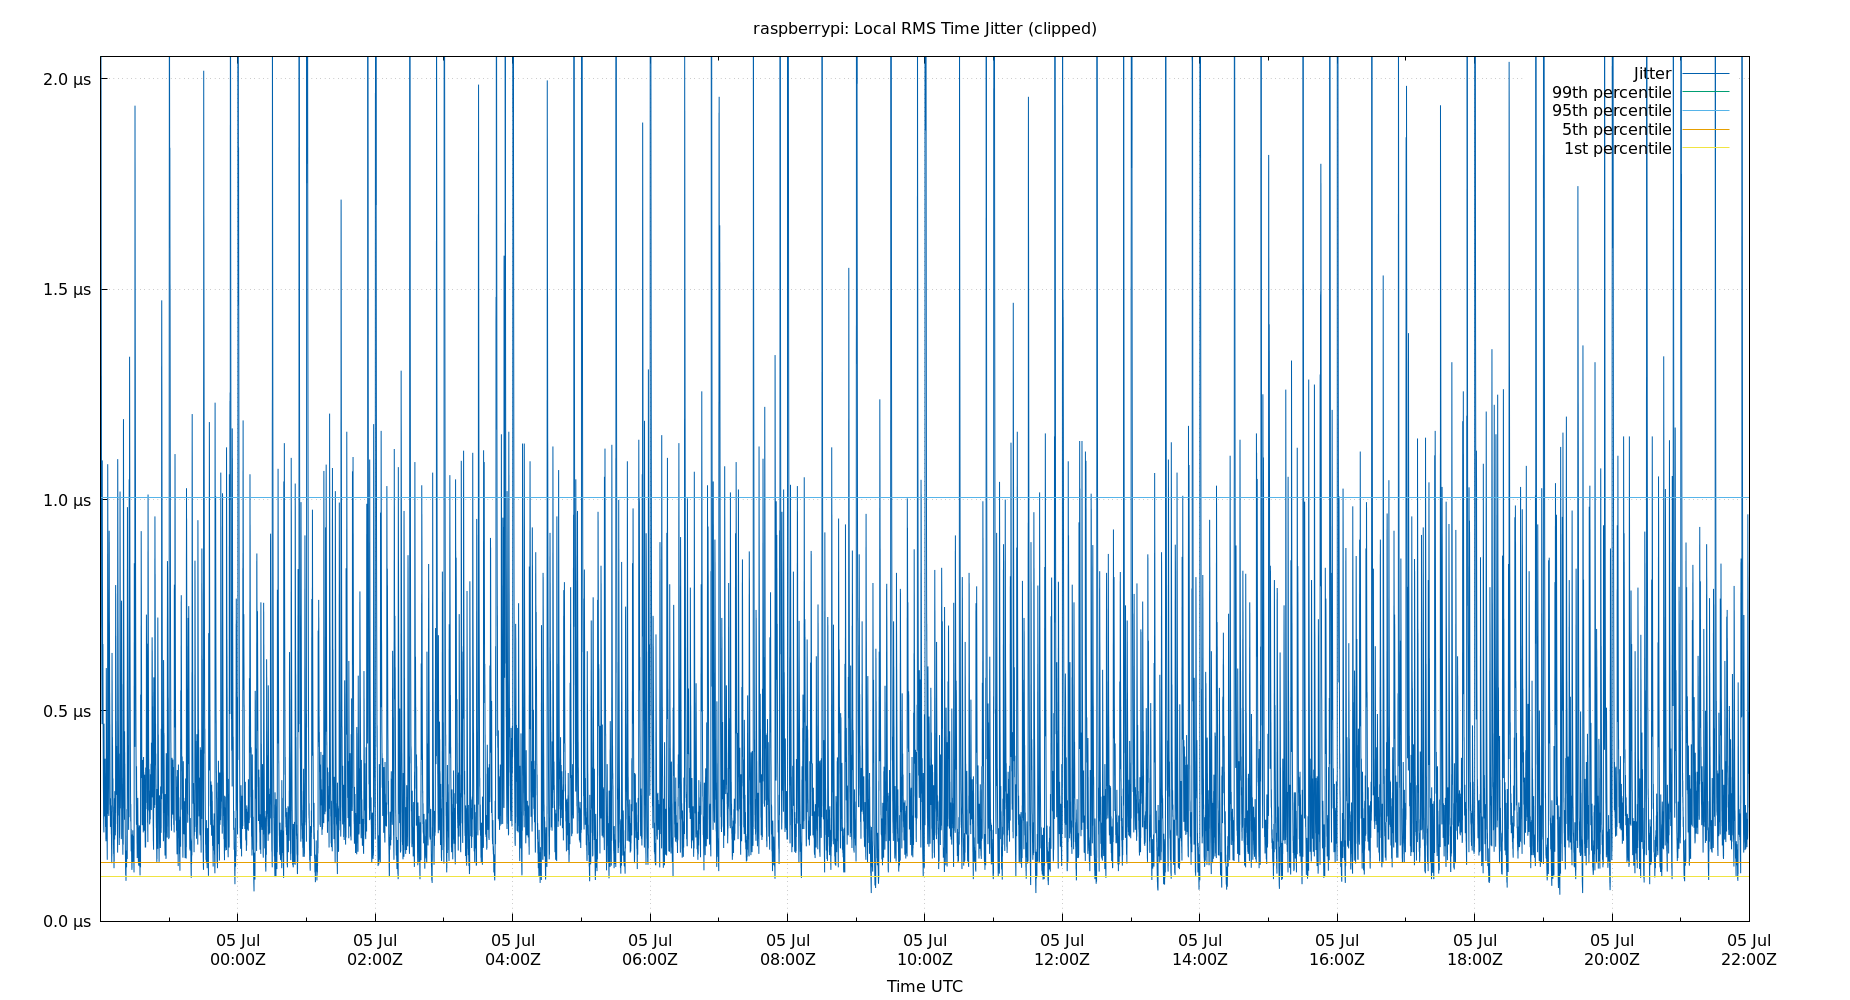 raspberrypi: Local RMS Time Jitter (clipped)
2.0 µs
1.5 µs
1.0 µs
0.5 µs
0.0 µs
Jitter
99th percentile
95th percentile
5th percentile
1st percentile
05 Jul 05 Jul 05 Jul 05 Jul 05 Jul 05 Jul 05 Jul 05 Jul 05 Jul 05 Jul 05 Jul 05 Jul
00:00Z 02:00Z 04:00Z 06:00Z 08:00Z 10:00Z 12:00Z 14:00Z 16:00Z 18:00Z 20:00Z 22:00Z
Time UTC